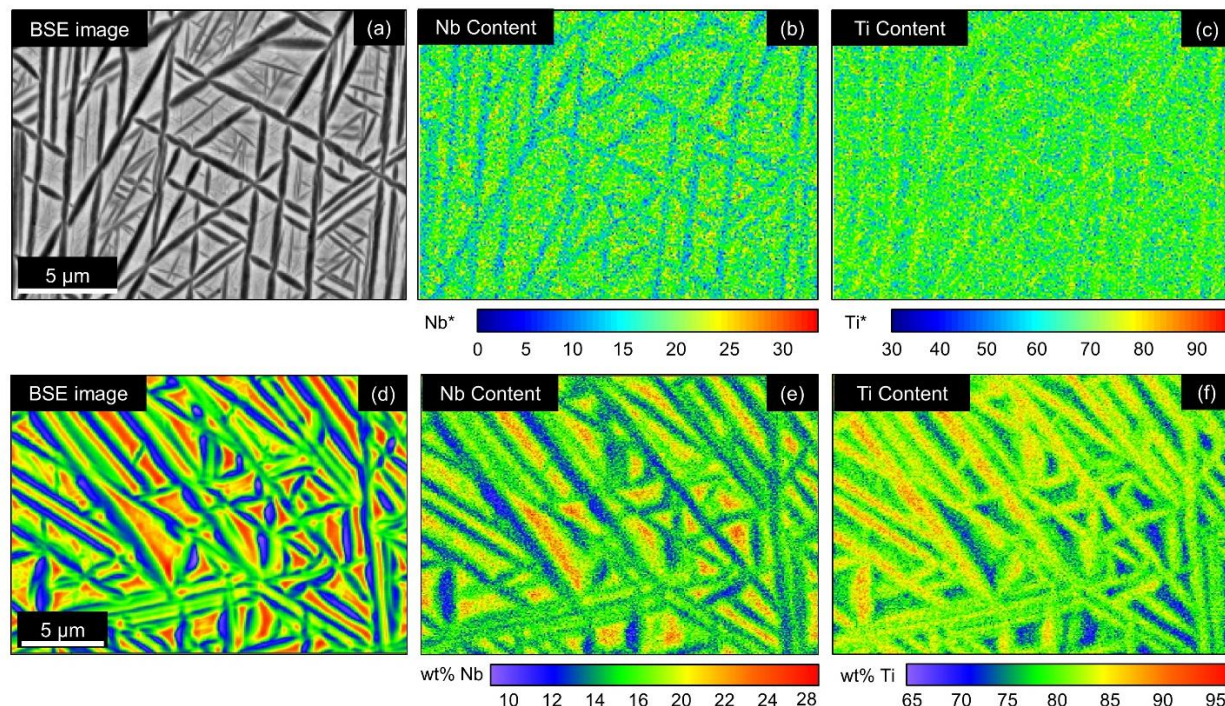 BSE image (a)
Nb Content (b)
Ti Content (c)
5 µm
Nb*
0 5 10 15 20 25 30
Ti*
30 40 50 60 70 80 90
BSE image (d)
Nb Content (e)
Ti Content (f)
5 µm
wt% Nb
10 12 14 16 20 22 24 28
wt% Ti
65 70 75 80 85 90 95